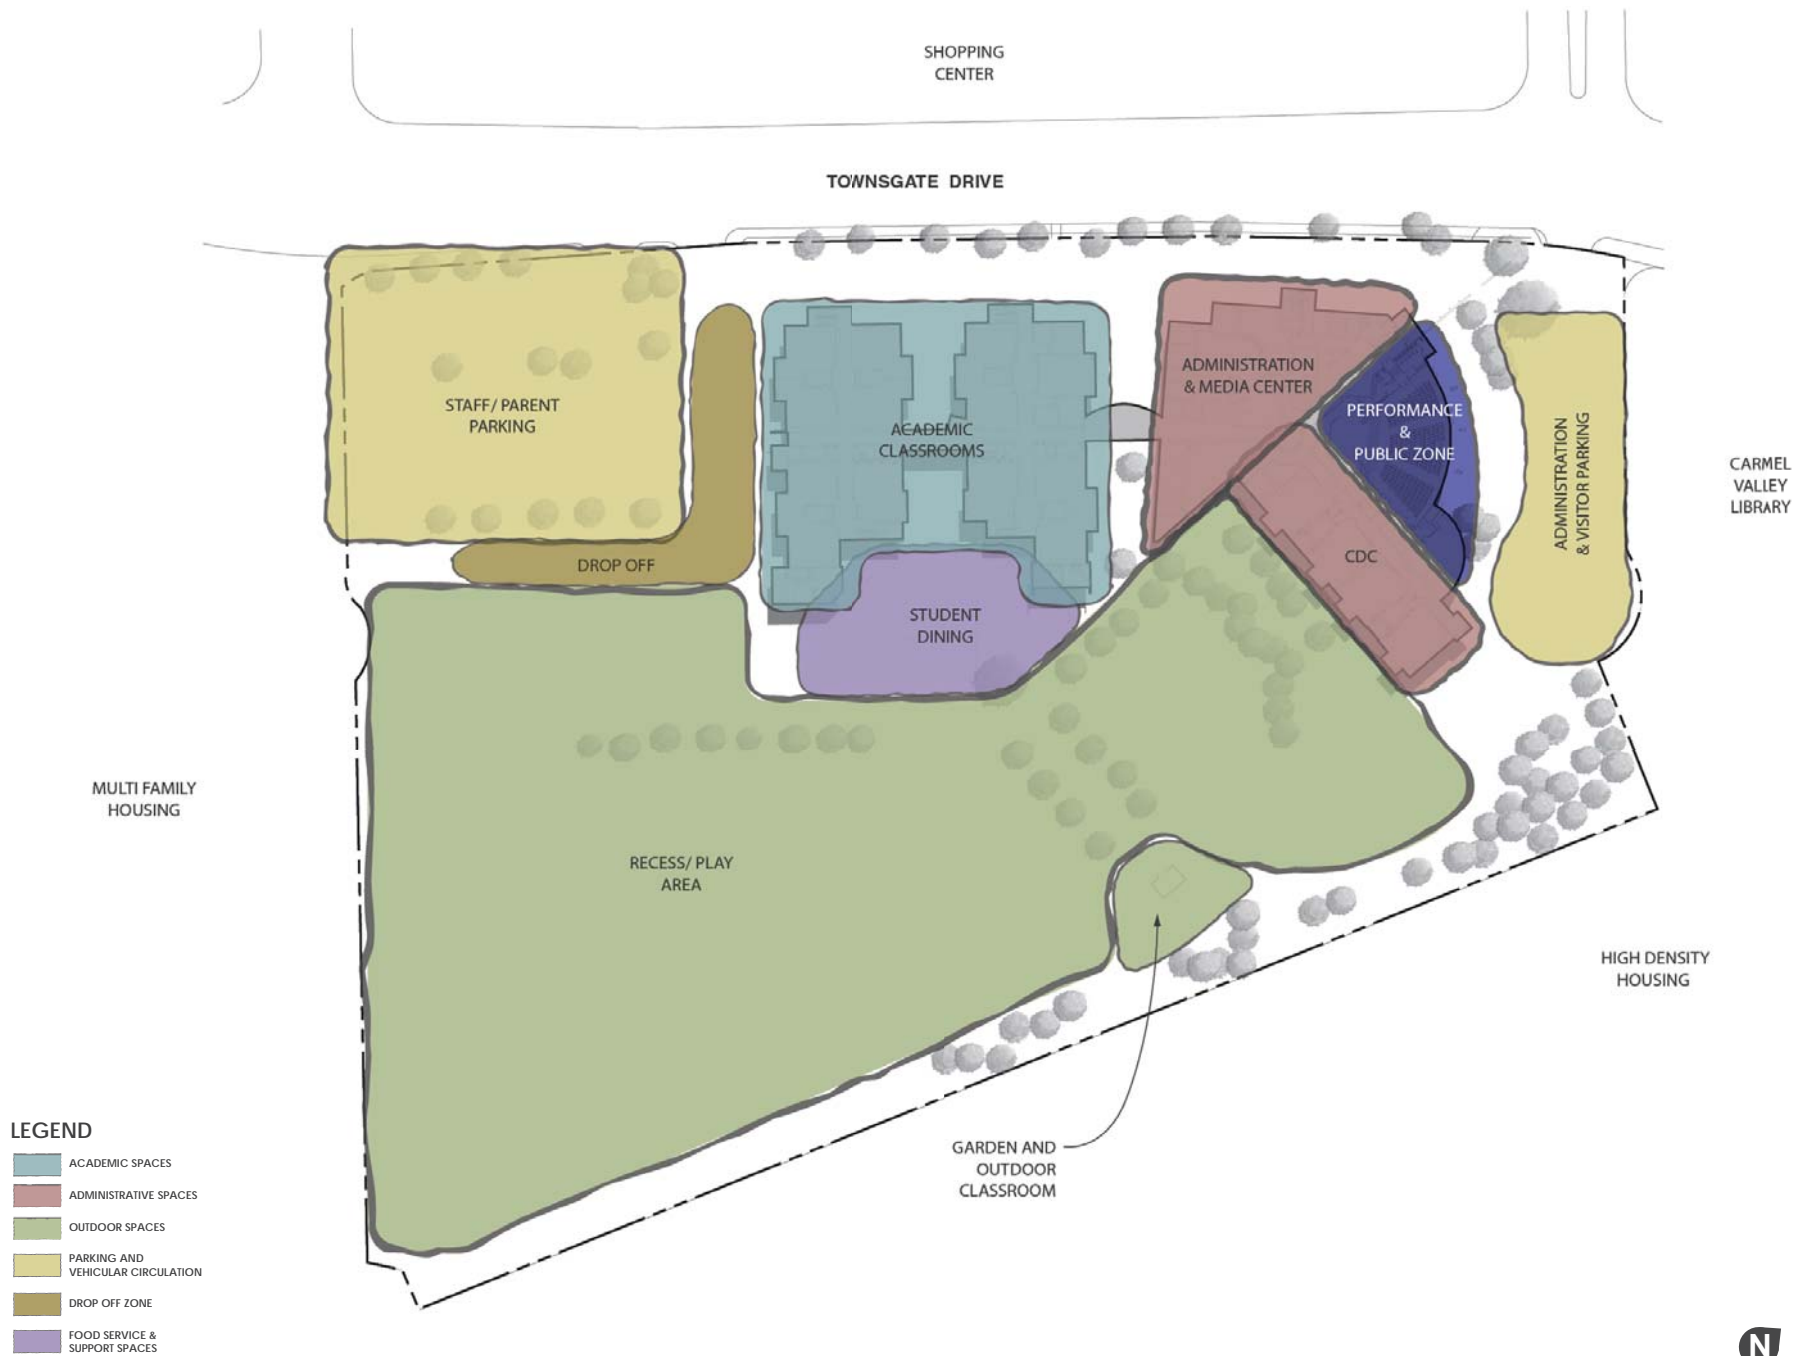 SHOPPING
CENTER
TOWNSGATE DRIVE
STAFF/ PARENT
PARKING
DROP OFF
ACADEMIC
CLASSROOMS
STUDENT
DINING
ADMINISTRATION
& MEDIA CENTER
PERFORMANCE
&
PUBLIC ZONE
CDC
ADMINISTRATION
& VISITOR PARKING
CARMEL
VALLEY
LIBRARY
MULTI FAMILY
HOUSING
RECESS/ PLAY
AREA
HIGH DENSITY
HOUSING
GARDEN AND
OUTDOOR
CLASSROOM
LEGEND
ACADEMIC SPACES
ADMINISTRATIVE SPACES
OUTDOOR SPACES
PARKING AND
VEHICULAR CIRCULATION
DROP OFF ZONE
FOOD SERVICE &
SUPPORT SPACES
N